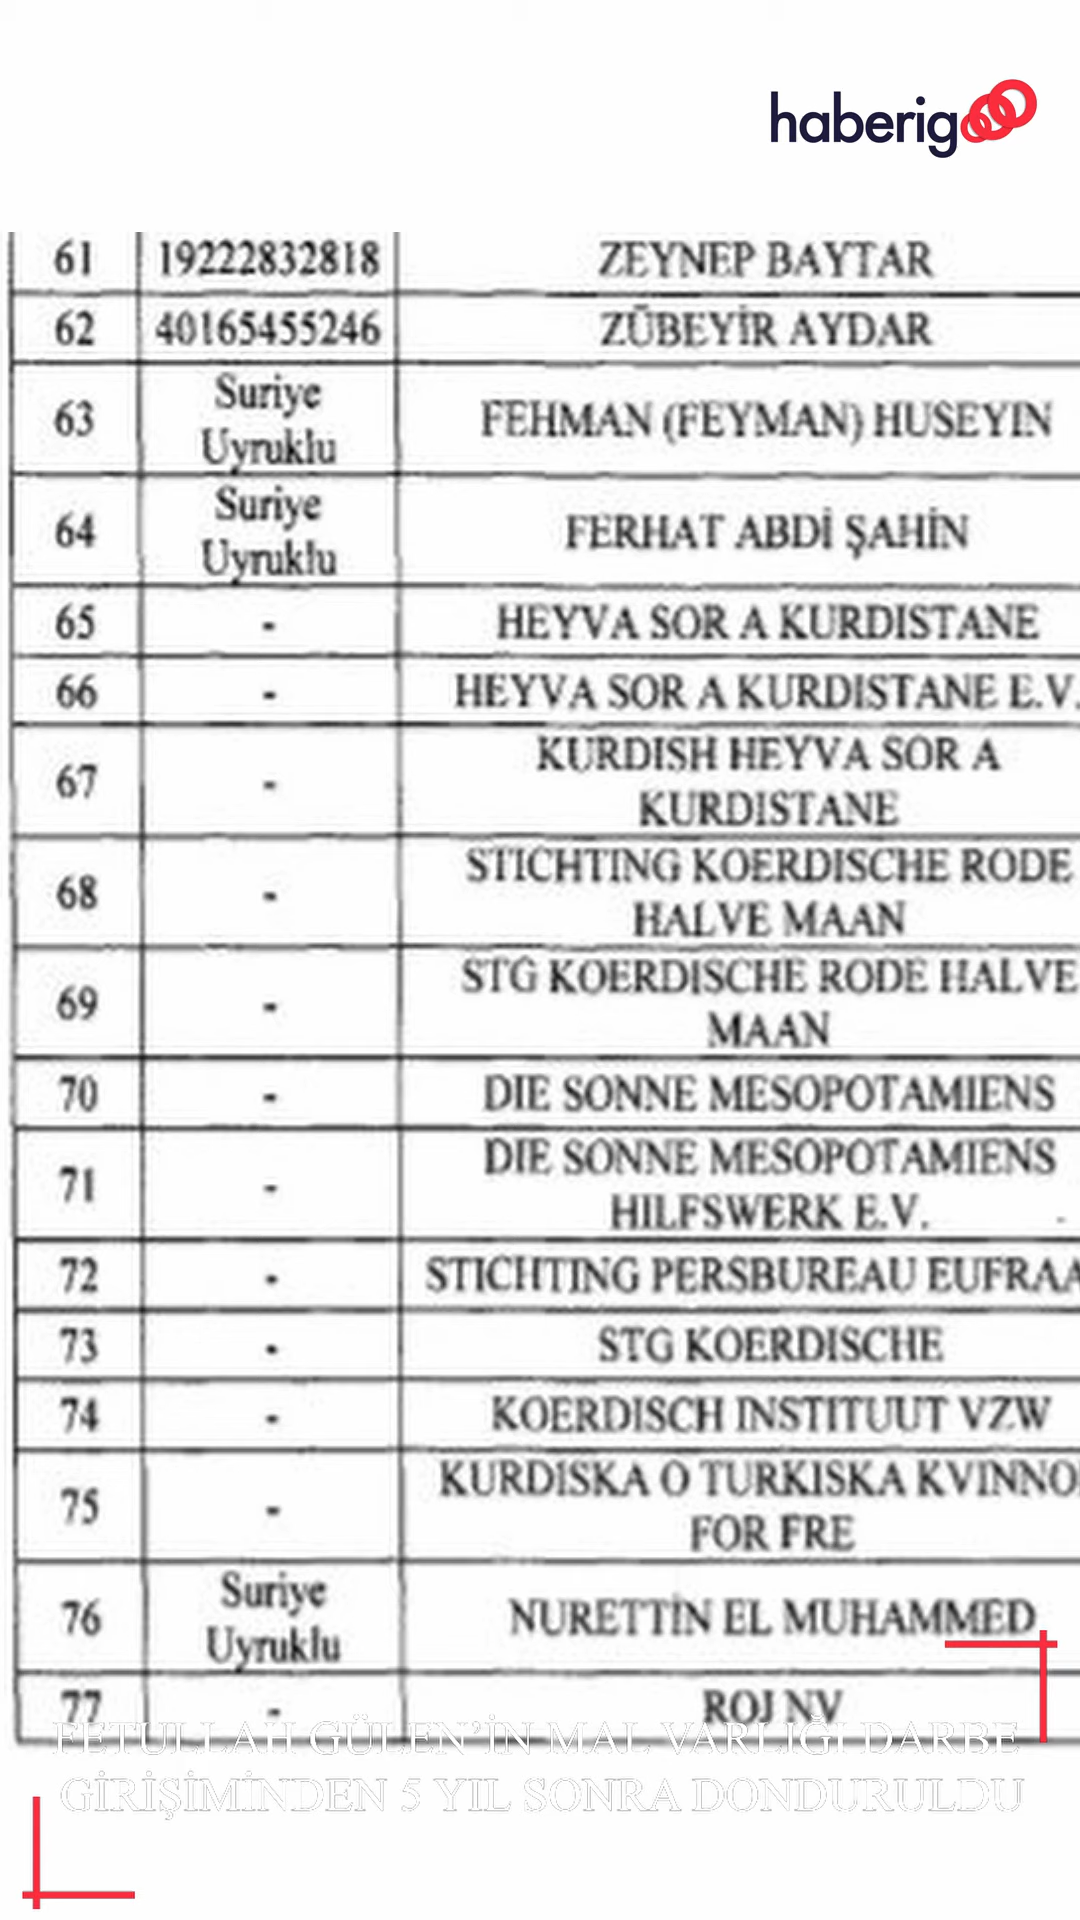 haberigo
61 19222832818 ZEYNEP BAYTAR
62 40165455246 ZÜBEYİR AYDAR
63 Suriye Uyruklu FEHMAN (FEYMAN) HUSEYIN
64 Suriye Uyruklu FERHAT ABDİ ŞAHİN
65 - HEYVA SOR A KURDISTANE
66 - HEYVA SOR A KURDISTANE E.V.
67 - KURDISH HEYVA SOR A
KURDISTANE
68 - STICHTING KOERDISCHE RODE
HALVE MAAN
69 - STG KOERDISCHE RODE HALVE
MAAN
70 - DIE SONNE MESOPOTAMIENS
71 - DIE SONNE MESOPOTAMIENS
HILFSWERK E.V.
72 - STICHTING PERSBUREAU
73 - STG KOERDISCHE
74 - KOERDISCH INSTITUUT VZW
75 - KURDISKA O TURKISKA
FOR FRE
76 Suriye Uyruklu NURETTİN EL MUHAMMED
77 - ROJ NV
FETULLAH GÜLEN'İN MAL VARLIĞI DARBE
GİRİŞİMİNDEN 5 YIL SONRA DONDURULDU